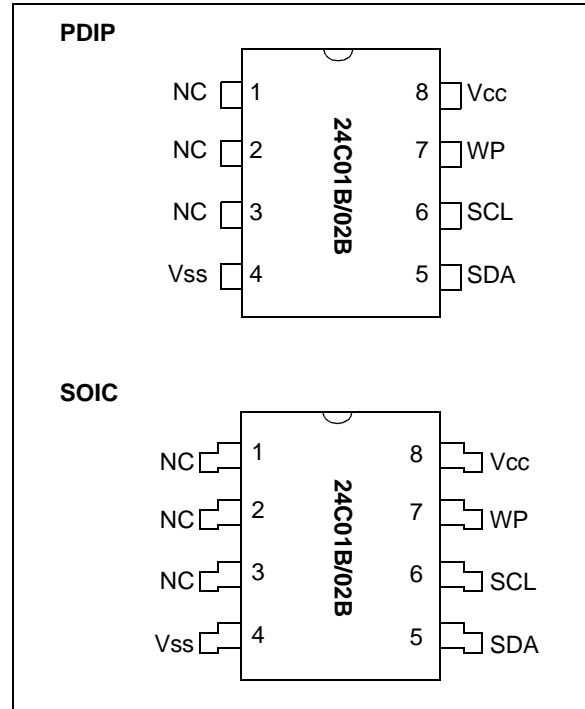 PDIP
NC 1 8 Vcc
NC 2 7 WP
NC 3 6 SCL
Vss 4 5 SDA
24C01B/02B
SOIC
NC 1 8 Vcc
NC 2 7 WP
NC 3 6 SCL
Vss 4 5 SDA
24C01B/02B